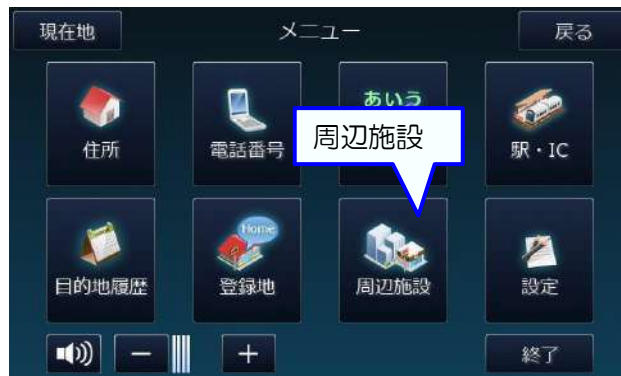 現在地
メニュー
戻る
あいう
周辺施設
住所
電話番号
駅・IC
Home
目的地履歴
登録地
周辺施設
設定
－
＋
終了